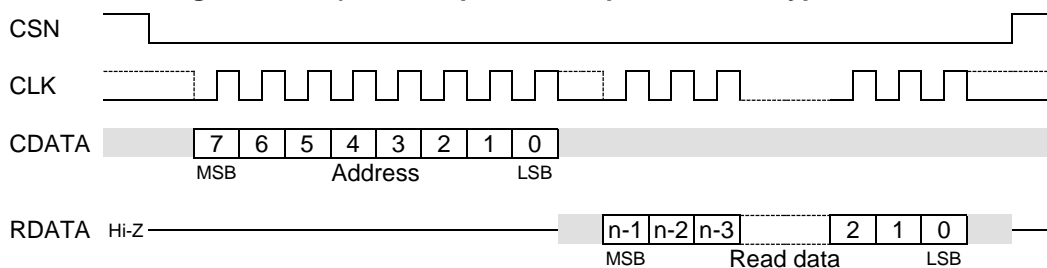 CSN
CLK
CDATA 7 6 5 4 3 2 1 0
MSB Address LSB
RDATA Hi-Z n-1 n-2 n-3 2 1 0
MSB Read data LSB